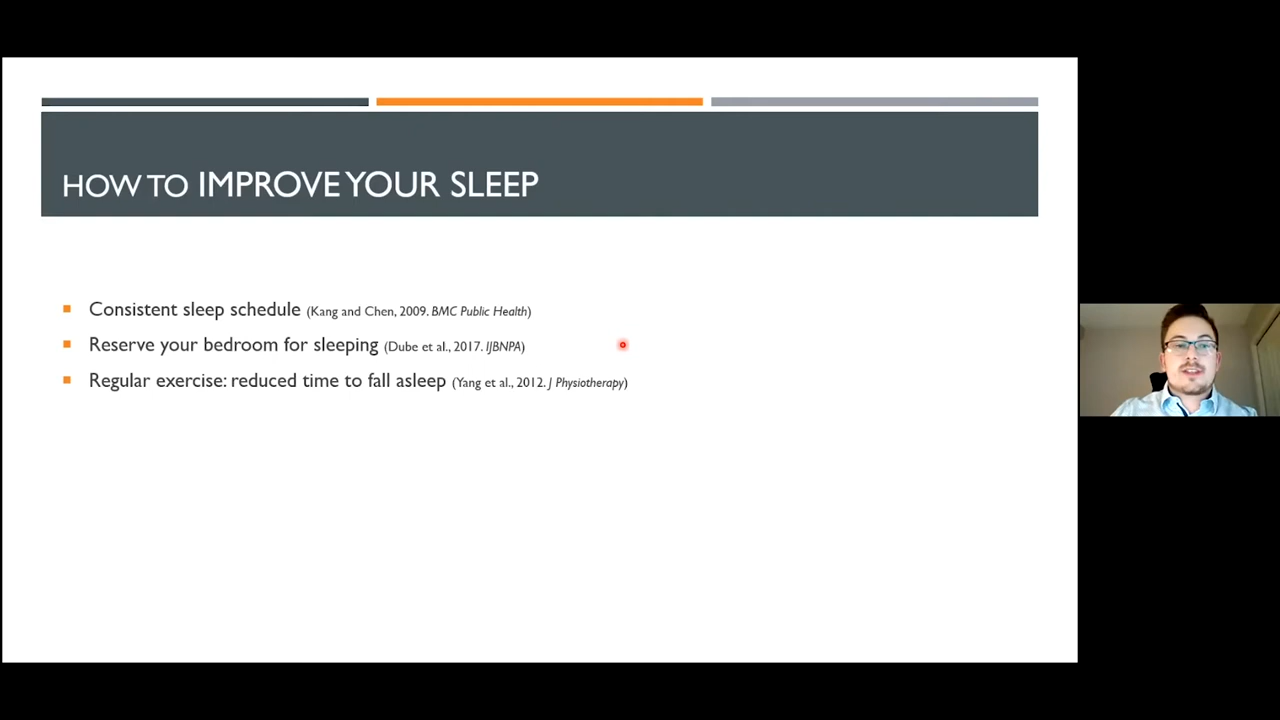 HOW TO IMPROVE YOUR SLEEP
Consistent sleep schedule (Kang and Chen, 2009. BMC Public Health)
Reserve your bedroom for sleeping (Dube et al., 2017. IJBNPA)
Regular exercise: reduced time to fall asleep (Yang et al., 2012. J Physiotherapy)